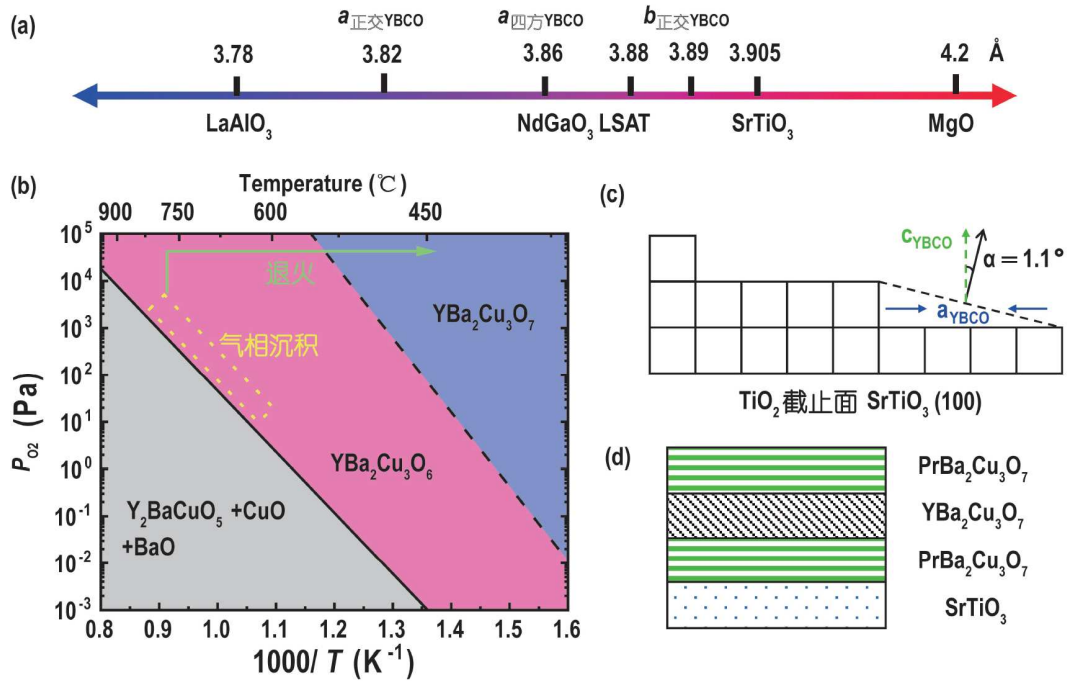 (a)
a正交YBCO a四方YBCO b正交YBCO
3.78 3.82 3.86 3.88 3.89 3.905 4.2 Å
LaAlO3 NdGaO3 LSAT SrTiO3 MgO
(b)
Temperature (℃)
900 750 600 450
10^5
10^4
10^3
10^2
10^1
10^0
10^-1
10^-2
10^-3
PO2 (Pa)
退火
气相沉积
YBa2Cu3O7
YBa2Cu3O6
Y2BaCuO5 +CuO
+BaO
0.8 0.9 1.0 1.1 1.2 1.3 1.4 1.5 1.6
1000/ T (K^-1)
(c)
cYBCO
α = 1.1°
aYBCO
TiO2 截止面 SrTiO3 (100)
(d)
PrBa2Cu3O7
YBa2Cu3O7
PrBa2Cu3O7
SrTiO3